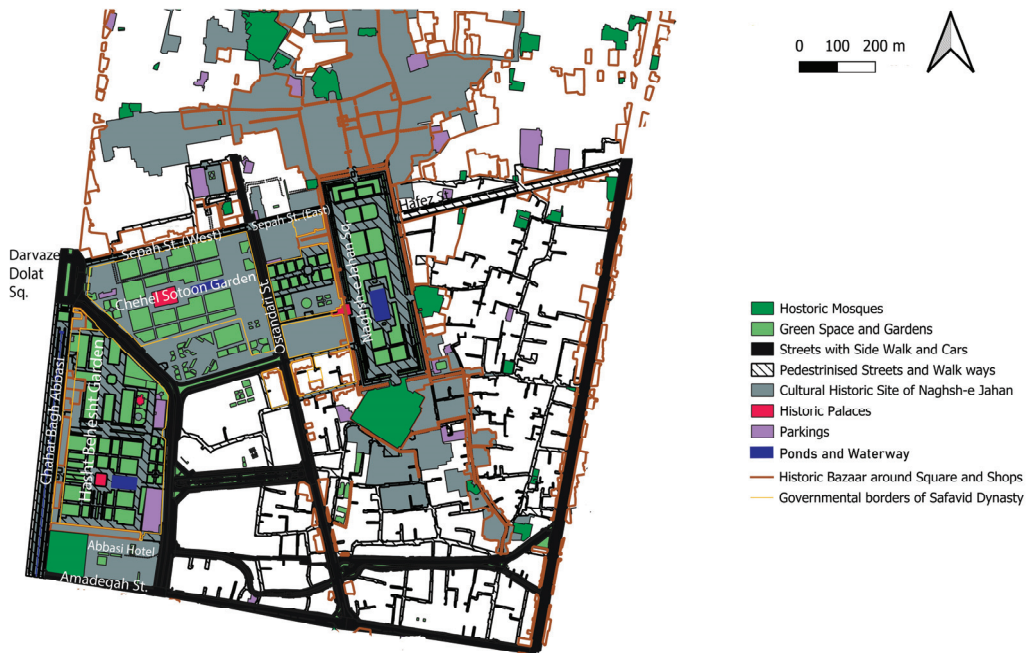 0 100 200 m
Hafez St.
Sepah St. (East)
Sepah St. (West)
Naghsh-e Jahan Sq.
Darvaze
Dolat
Sq.
Chehel Sotoon Garden
Ostandari St.
Chahar Bagh Abbasi
Hasht Behesht Garden
Abbasi Hotel
Amadegah St.
Hostoric Mosques
Green Space and Gardens
Streets with Side Walk and Cars
Pedestrinised Streets and Walk ways
Cultural Historic Site of Naghsh-e Jahan
Historic Palaces
Parkings
Ponds and Waterway
Historic Bazaar around Square and Shops
Governmental borders of Safavid Dynasty